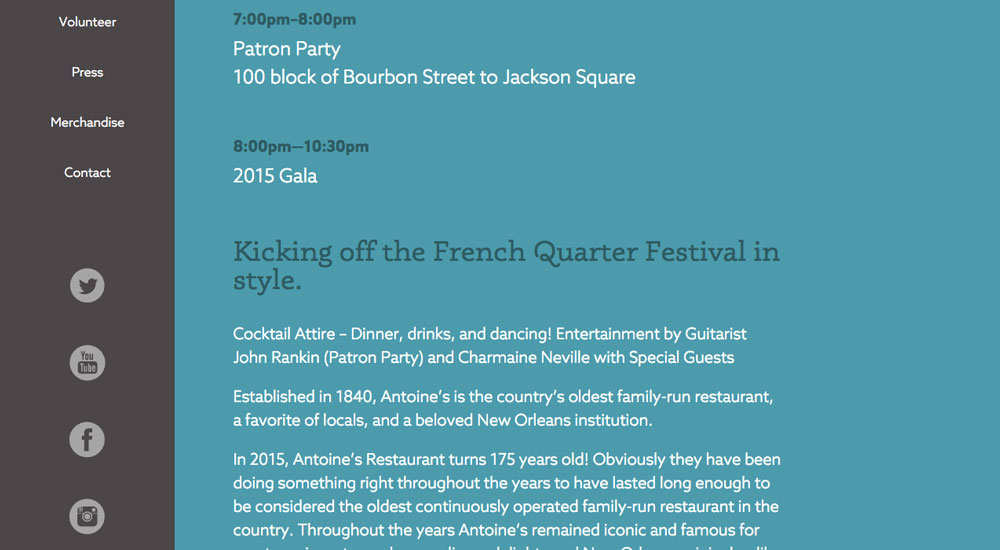 Volunteer
Press
Merchandise
Contact
You
Tube
7:00pm–8:00pm
Patron Party
100 block of Bourbon Street to Jackson Square
8:00pm—10:30pm
2015 Gala
Kicking off the French Quarter Festival in
style.
Cocktail Attire – Dinner, drinks, and dancing! Entertainment by Guitarist
John Rankin (Patron Party) and Charmaine Neville with Special Guests
Established in 1840, Antoine’s is the country’s oldest family-run restaurant,
a favorite of locals, and a beloved New Orleans institution.
In 2015, Antoine’s Restaurant turns 175 years old! Obviously they have been
doing something right throughout the years to have lasted long enough to
be considered the oldest continuously operated family-run restaurant in the
country. Throughout the years Antoine’s remained iconic and famous for